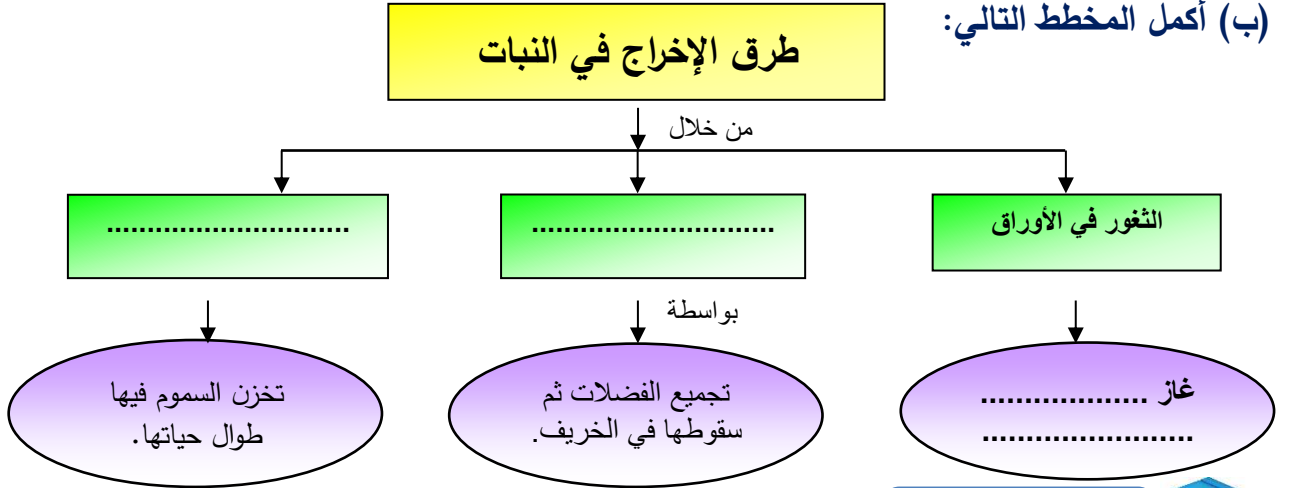 (ب) أكمل المخطط التالي:
طرق الإخراج في النبات
من خلال
الثغور في الأوراق
..............................
..............................
بواسطة
غاز ...................
........................
تجميع الفضلات ثم
سقوطها في الخريف.
تخزن السموم فيها
طوال حياتها.